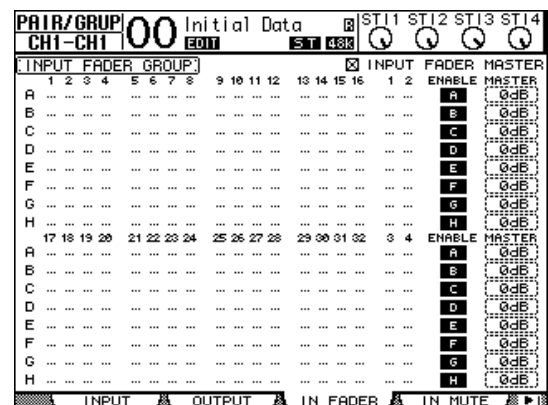 PAIR/GRUP 00 Initial Data R STI1 STI2 STI3 STI4
CH1-CH1 EDIT ST 48K
INPUT FADER GROUP INPUT FADER MASTER
1 2 3 4 5 6 7 8 9 10 11 12 13 14 15 16 1 2 ENABLE MASTER
A A 0dB
B B 0dB
C C 0dB
D D 0dB
E E 0dB
F F 0dB
G G 0dB
H H 0dB
17 18 19 20 21 22 23 24 25 26 27 28 29 30 31 32 3 4 ENABLE MASTER
A A 0dB
B B 0dB
C C 0dB
D D 0dB
E E 0dB
F F 0dB
G G 0dB
H H 0dB
INPUT OUTPUT IN FADER IN MUTE